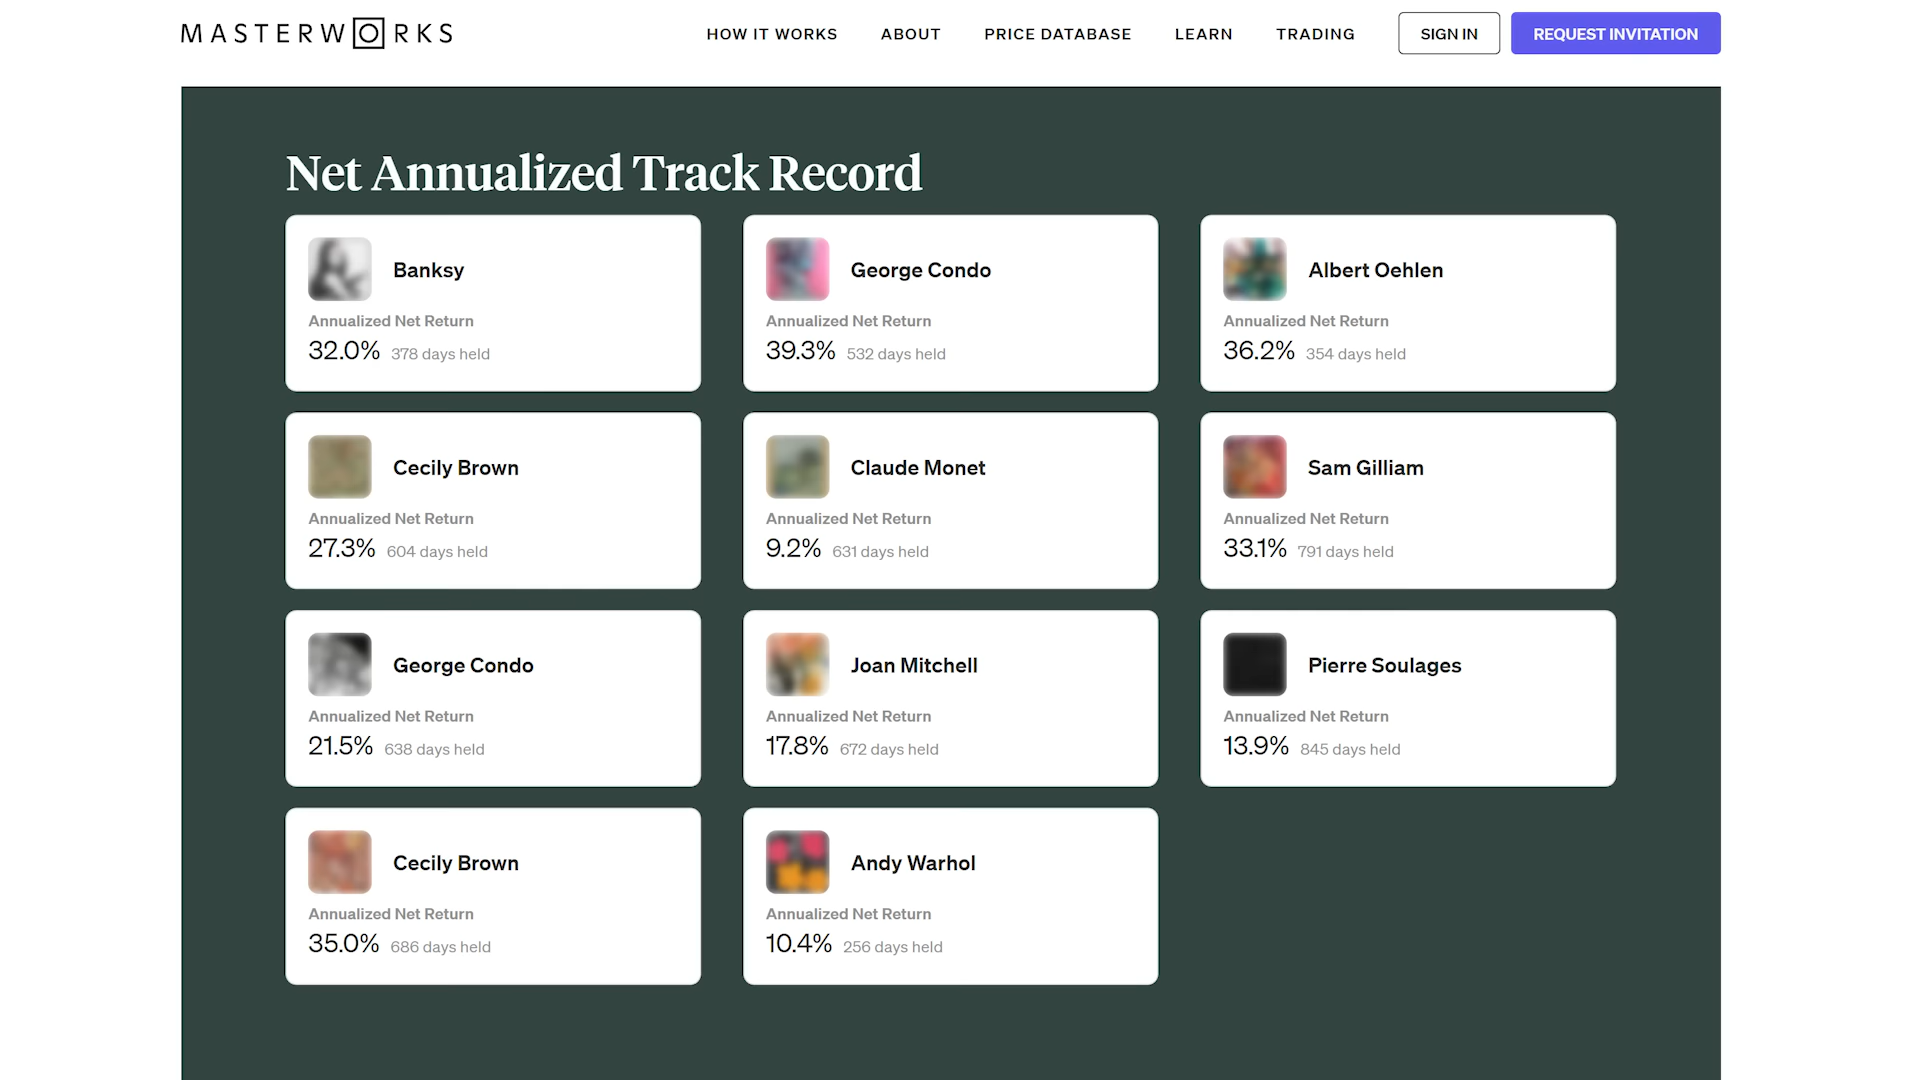 MASTERWORKS
HOW IT WORKS ABOUT PRICE DATABASE LEARN TRADING SIGN IN REQUEST INVITATION
Net Annualized Track Record
Banksy
Annualized Net Return
32.0% 378 days held
George Condo
Annualized Net Return
39.3% 532 days held
Albert Oehlen
Annualized Net Return
36.2% 354 days held
Cecily Brown
Annualized Net Return
27.3% 604 days held
Claude Monet
Annualized Net Return
9.2% 631 days held
Sam Gilliam
Annualized Net Return
33.1% 791 days held
George Condo
Annualized Net Return
21.5% 638 days held
Joan Mitchell
Annualized Net Return
17.8% 672 days held
Pierre Soulages
Annualized Net Return
13.9% 845 days held
Cecily Brown
Annualized Net Return
35.0% 686 days held
Andy Warhol
Annualized Net Return
10.4% 256 days held